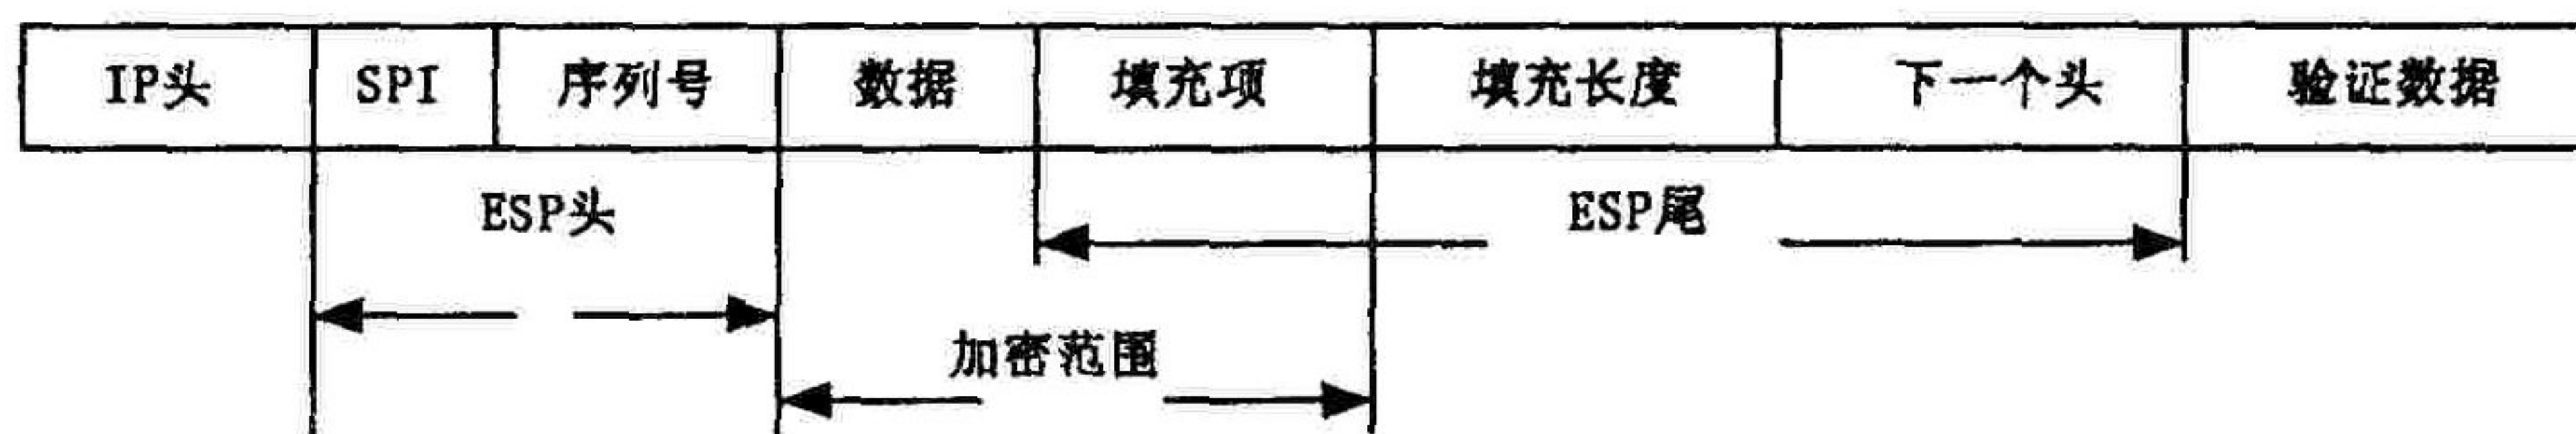 IP头 SPI 序列号 数据 填充项 填充长度 下一个头 验证数据
ESP头 ESP尾
加密范围